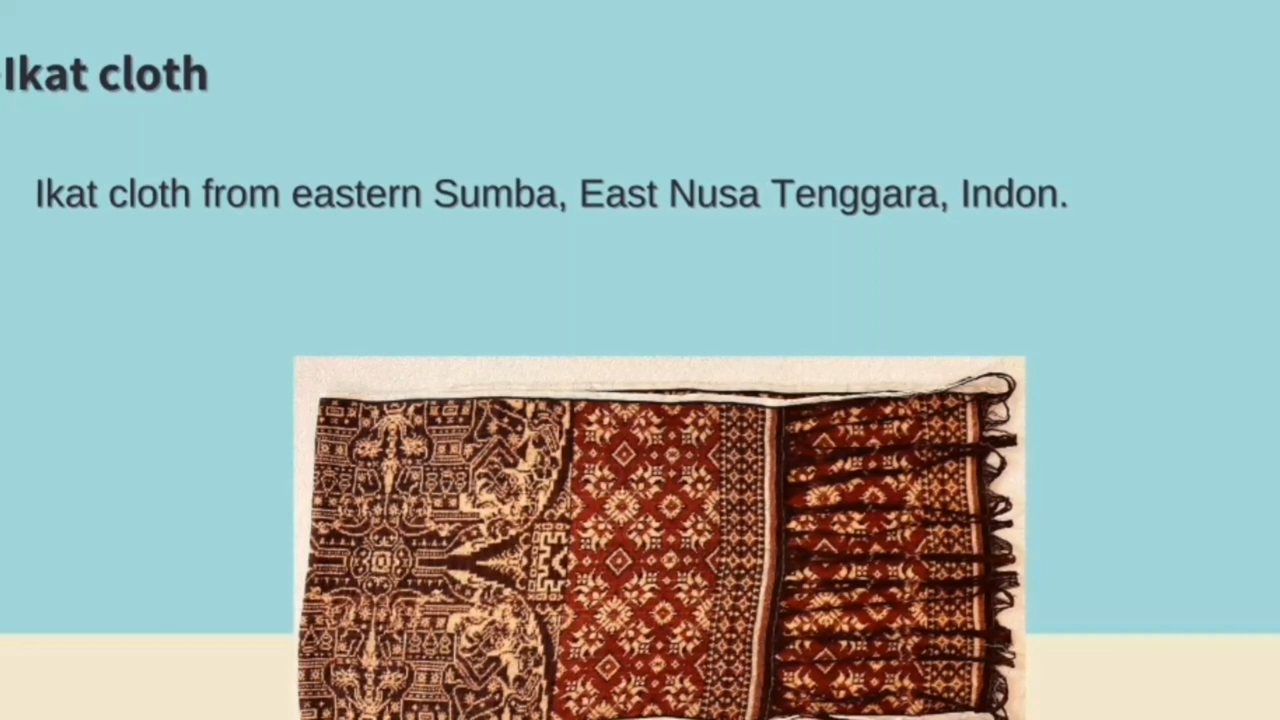 Ikat cloth
Ikat cloth from eastern Sumba, East Nusa Tenggara, Indon.